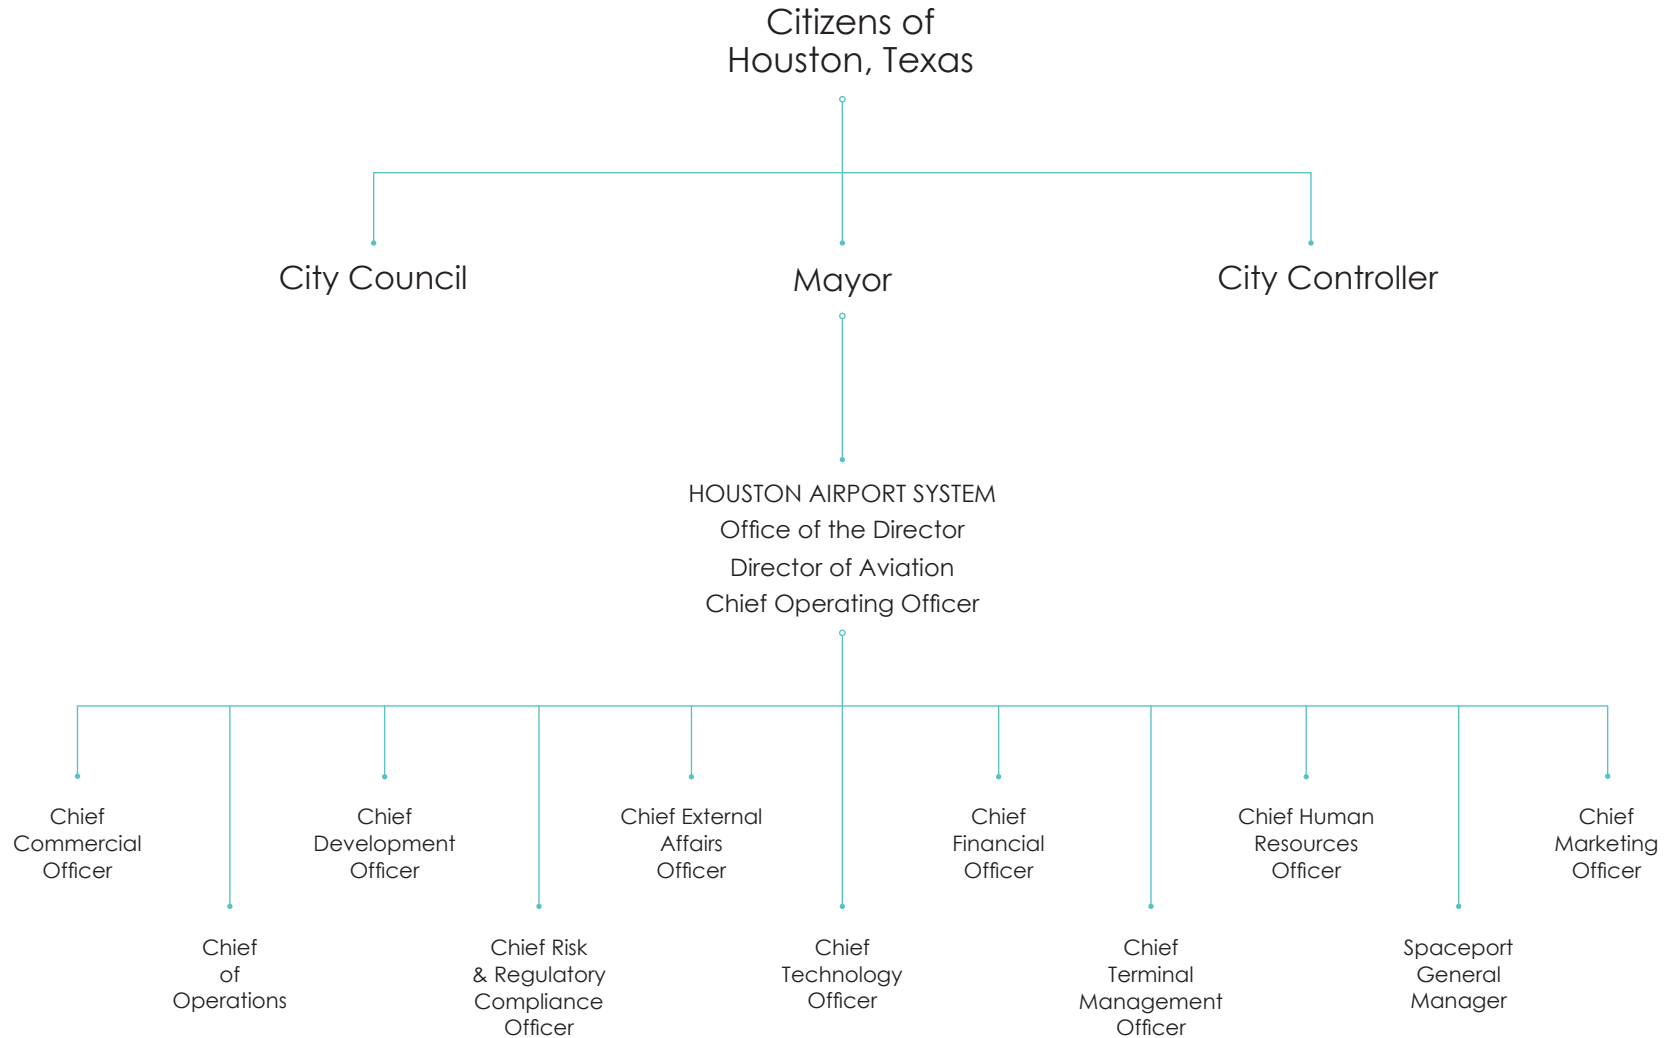 Citizens of
Houston, Texas
City Council
Mayor
City Controller
HOUSTON AIRPORT SYSTEM
Office of the Director
Director of Aviation
Chief Operating Officer
Chief
Commercial
Officer
Chief
Development
Officer
Chief External
Affairs
Officer
Chief
Financial
Officer
Chief Human
Resources
Officer
Chief
Marketing
Officer
Chief
of
Operations
Chief Risk
& Regulatory
Compliance
Officer
Chief
Technology
Officer
Chief
Terminal
Management
Officer
Spaceport
General
Manager